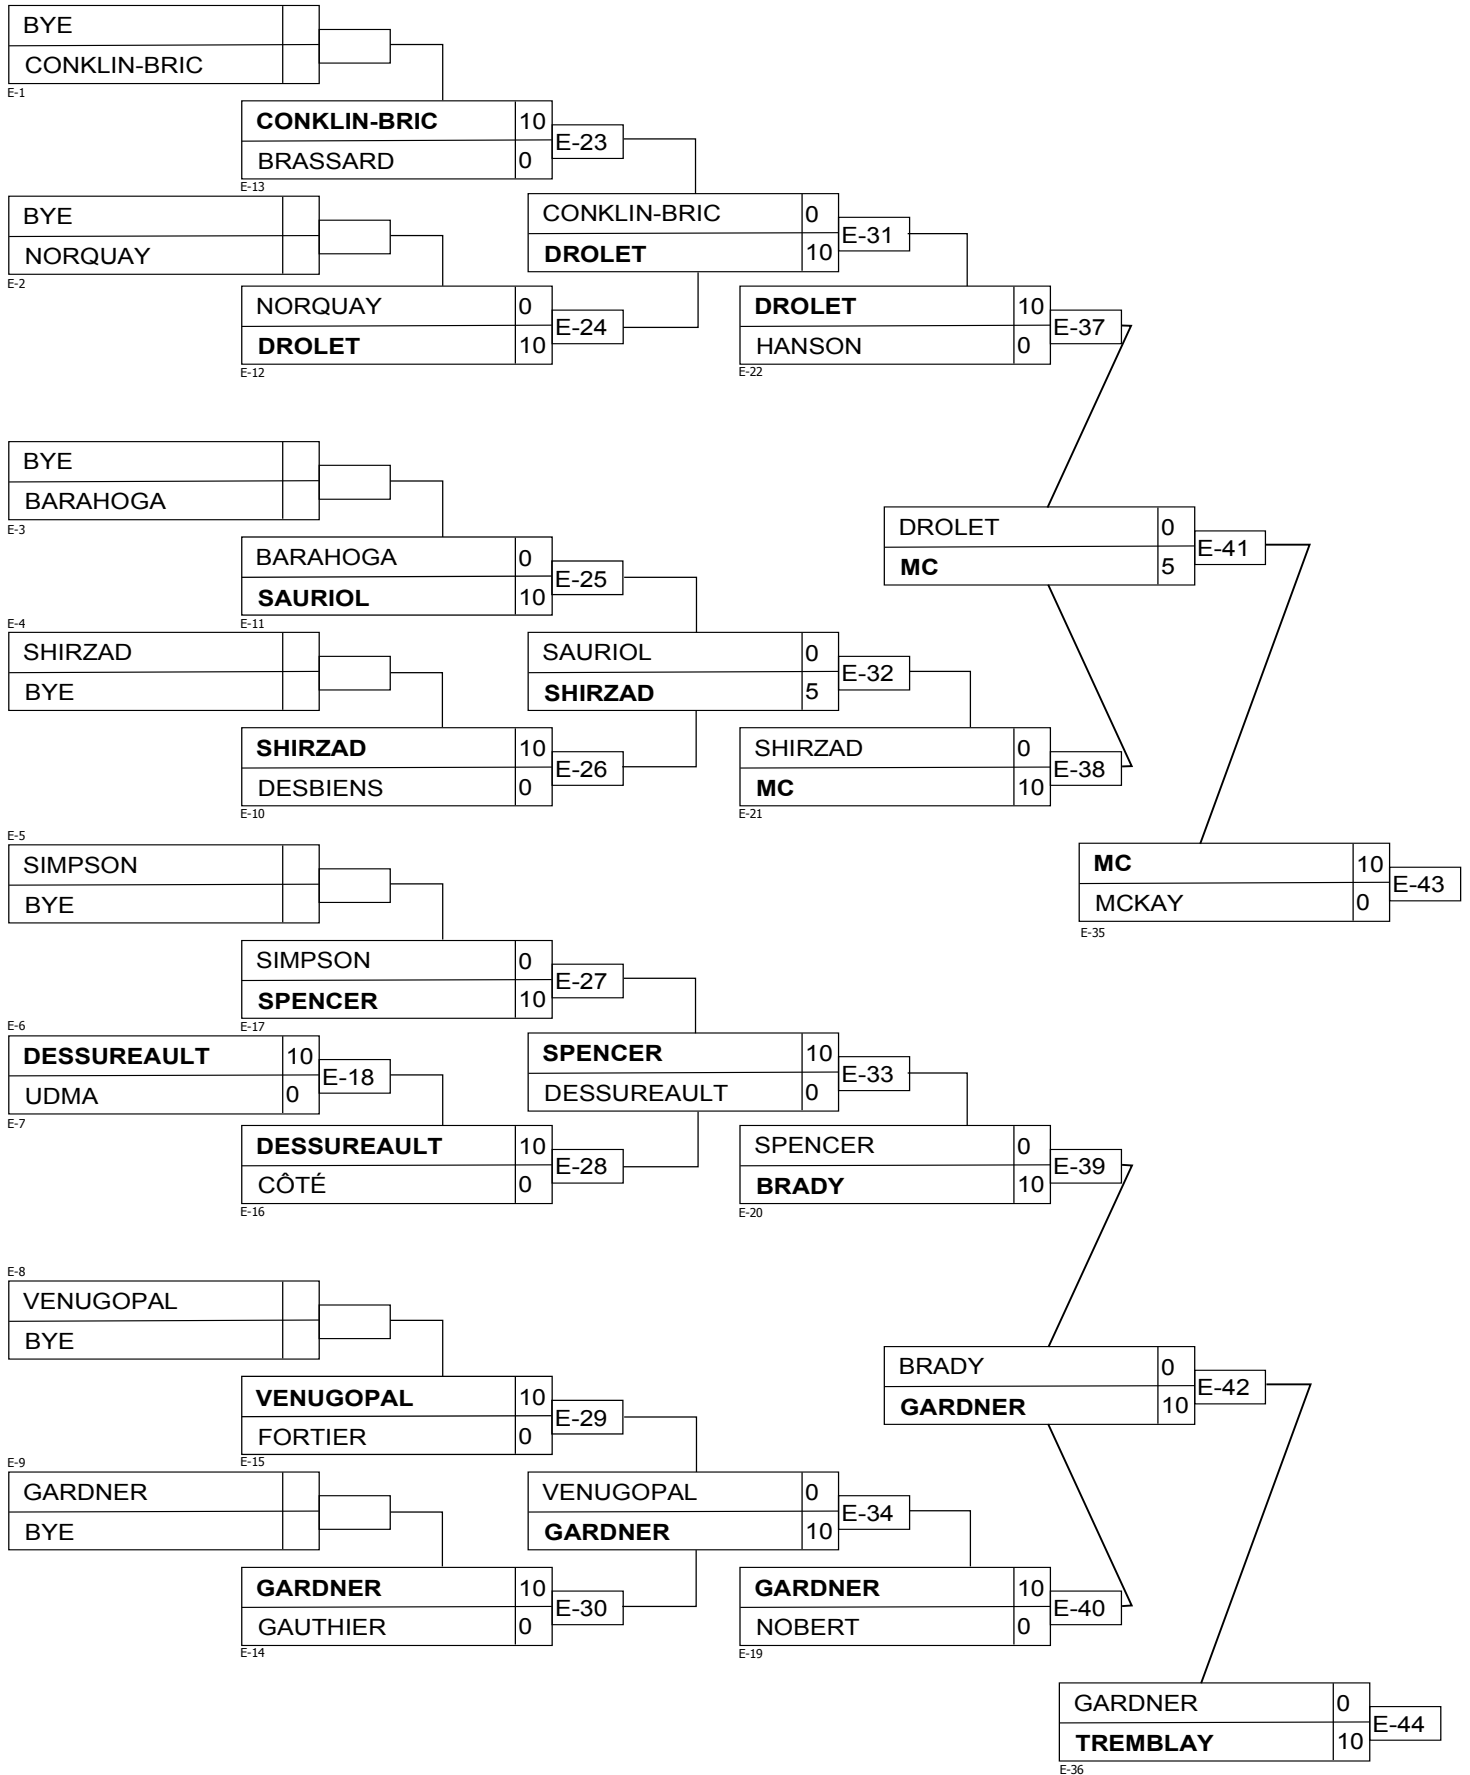 BYE
CONKLIN-BRIC
E-1
CONKLIN-BRIC 10
BRASSARD 0
E-23
E-13
BYE
NORQUAY
E-2
CONKLIN-BRIC 0
DROLET 10
E-31
NORQUAY 0
DROLET 10
E-24
E-12
DROLET 10
HANSON 0
E-37
E-22
BYE
BARAHOGA
E-3
DROLET 0
MC 5
E-41
BARAHOGA 0
SAURIOL 10
E-25
E-11
E-4
SHIRZAD
BYE
SAURIOL 0
SHIRZAD 5
E-32
SHIRZAD 10
DESBIENS 0
E-26
E-10
SHIRZAD 0
MC 10
E-38
E-21
E-5
SIMPSON
BYE
MC 10
MCKAY 0
E-43
E-35
SIMPSON 0
SPENCER 10
E-27
E-17
E-6
DESSUREAULT 10
UDMA 0
E-18
E-7
SPENCER 10
DESSUREAULT 0
E-33
DESSUREAULT 10
CÔTÉ 0
E-28
E-16
SPENCER 0
BRADY 10
E-39
E-20
E-8
VENUGOPAL
BYE
BRADY 0
GARDNER 10
E-42
VENUGOPAL 10
FORTIER 0
E-29
E-15
E-9
GARDNER
BYE
VENUGOPAL 0
GARDNER 10
E-34
GARDNER 10
GAUTHIER 0
E-30
E-14
GARDNER 10
NOBERT 0
E-40
E-19
GARDNER 0
TREMBLAY 10
E-44
E-36